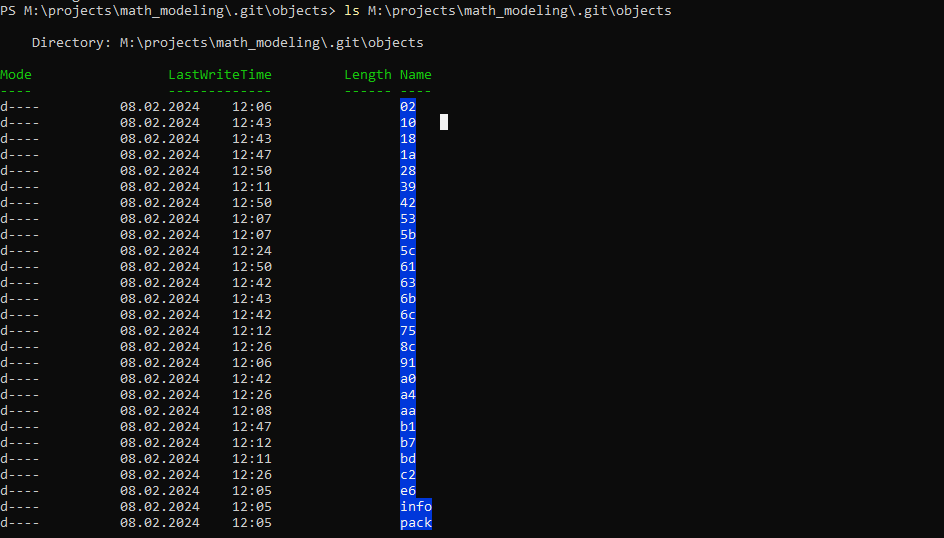 PS M:\projects\math_modeling\.git\objects> ls M:\projects\math_modeling\.git\objects
Directory: M:\projects\math_modeling\.git\objects
Mode LastWriteTime Length Name
---- ------------- ------ ----
d---- 08.02.2024 12:06 02
d---- 08.02.2024 12:43 10
d---- 08.02.2024 12:43 18
d---- 08.02.2024 12:47 1a
d---- 08.02.2024 12:50 28
d---- 08.02.2024 12:11 39
d---- 08.02.2024 12:50 42
d---- 08.02.2024 12:07 53
d---- 08.02.2024 12:07 5b
d---- 08.02.2024 12:24 5c
d---- 08.02.2024 12:50 61
d---- 08.02.2024 12:42 63
d---- 08.02.2024 12:43 6b
d---- 08.02.2024 12:42 6c
d---- 08.02.2024 12:12 75
d---- 08.02.2024 12:26 8c
d---- 08.02.2024 12:06 91
d---- 08.02.2024 12:42 a0
d---- 08.02.2024 12:26 a4
d---- 08.02.2024 12:08 aa
d---- 08.02.2024 12:47 b1
d---- 08.02.2024 12:12 b7
d---- 08.02.2024 12:11 bd
d---- 08.02.2024 12:26 c2
d---- 08.02.2024 12:05 e6
d---- 08.02.2024 12:05 info
d---- 08.02.2024 12:05 pack